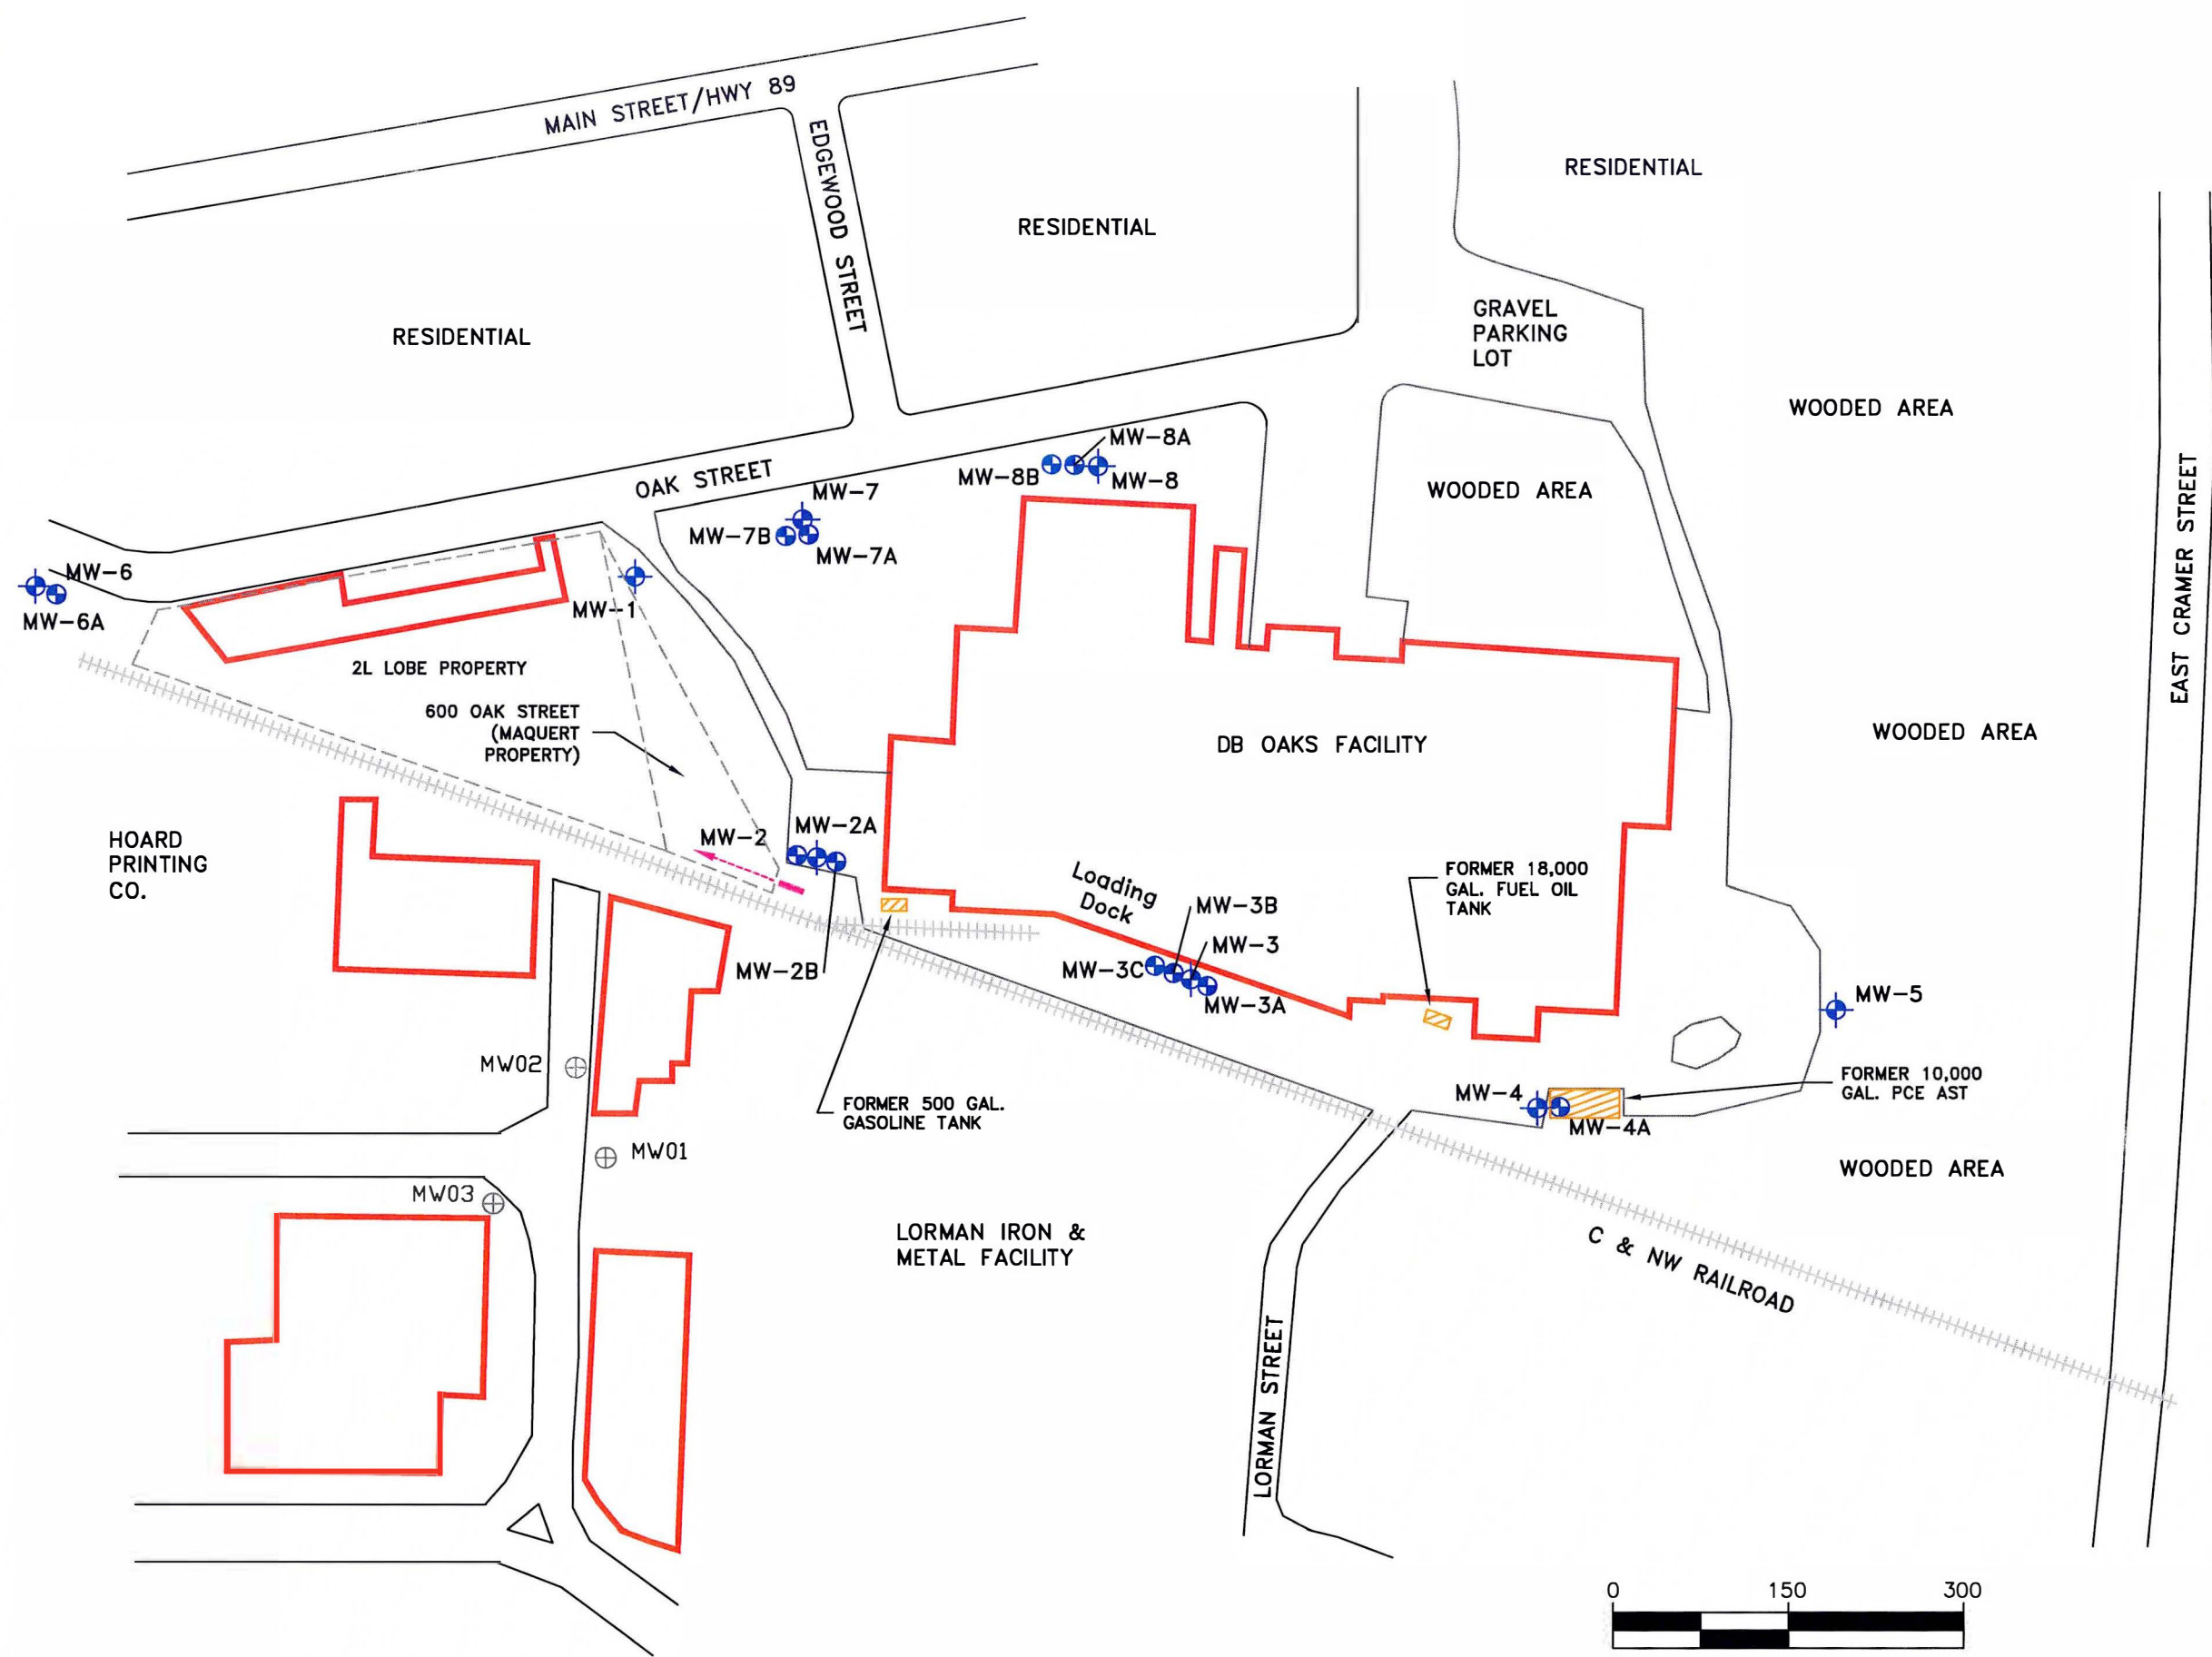 MAIN STREET/HWY 89
EDGEWOOD STREET
RESIDENTIAL
RESIDENTIAL
RESIDENTIAL
GRAVEL
PARKING
LOT
WOODED AREA
WOODED AREA
WOODED AREA
EAST CRAMER STREET
OAK STREET
MW-8A
MW-8B
MW-8
MW-7
MW-7B
MW-7A
MW-6
MW-6A
MW-1
2L LOBE PROPERTY
600 OAK STREET
(MAQUERT
PROPERTY)
DB OAKS FACILITY
HOARD
PRINTING
CO.
MW-2
MW-2A
MW-2B
Loading
Dock
MW-3B
MW-3
MW-3C
MW-3A
FORMER 18,000
GAL. FUEL OIL
TANK
MW-5
MW02
FORMER 500 GAL.
GASOLINE TANK
MW-4
MW-4A
FORMER 10,000
GAL. PCE AST
MW01
MW03
WOODED AREA
LORMAN IRON &
METAL FACILITY
C & NW RAILROAD
LORMAN STREET
0 150 300